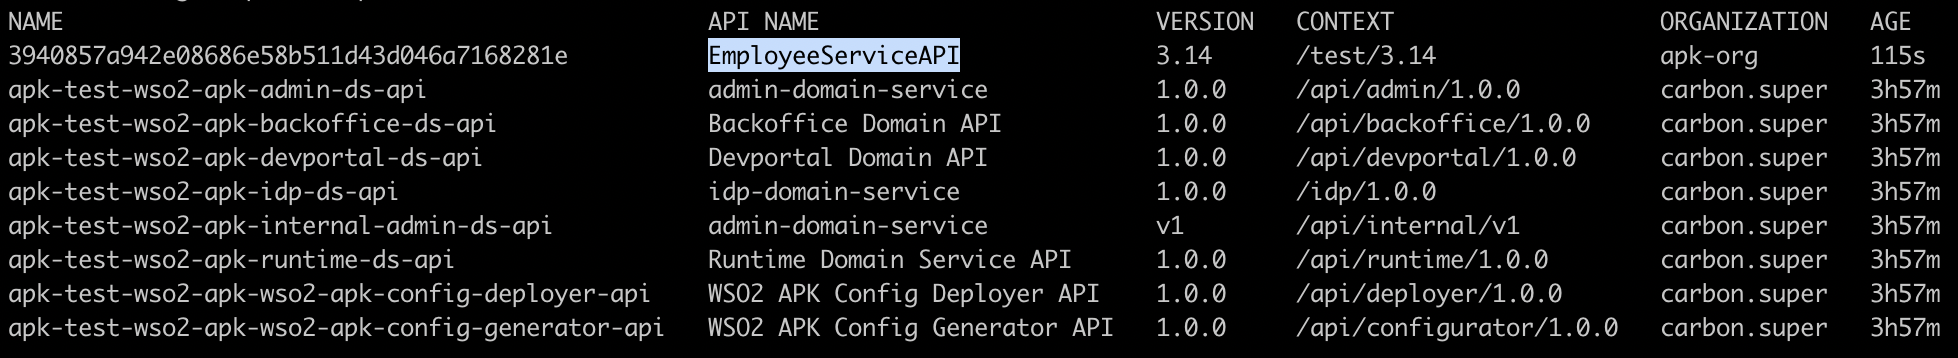 NAME API NAME VERSION CONTEXT ORGANIZATION AGE
3940857a942e08686e58b511d43d046a7168281e EmployeeServiceAPI 3.14 /test/3.14 apk-org 115s
apk-test-wso2-apk-admin-ds-api admin-domain-service 1.0.0 /api/admin/1.0.0 carbon.super 3h57m
apk-test-wso2-apk-backoffice-ds-api Backoffice Domain API 1.0.0 /api/backoffice/1.0.0 carbon.super 3h57m
apk-test-wso2-apk-devportal-ds-api Devportal Domain API 1.0.0 /api/devportal/1.0.0 carbon.super 3h57m
apk-test-wso2-apk-idp-ds-api idp-domain-service 1.0.0 /idp/1.0.0 carbon.super 3h57m
apk-test-wso2-apk-internal-admin-ds-api admin-domain-service v1 /api/internal/v1 carbon.super 3h57m
apk-test-wso2-apk-runtime-ds-api Runtime Domain Service API 1.0.0 /api/runtime/1.0.0 carbon.super 3h57m
apk-test-wso2-apk-wso2-apk-config-deployer-api WSO2 APK Config Deployer API 1.0.0 /api/deployer/1.0.0 carbon.super 3h57m
apk-test-wso2-apk-wso2-apk-config-generator-api WSO2 APK Config Generator API 1.0.0 /api/configurator/1.0.0 carbon.super 3h57m